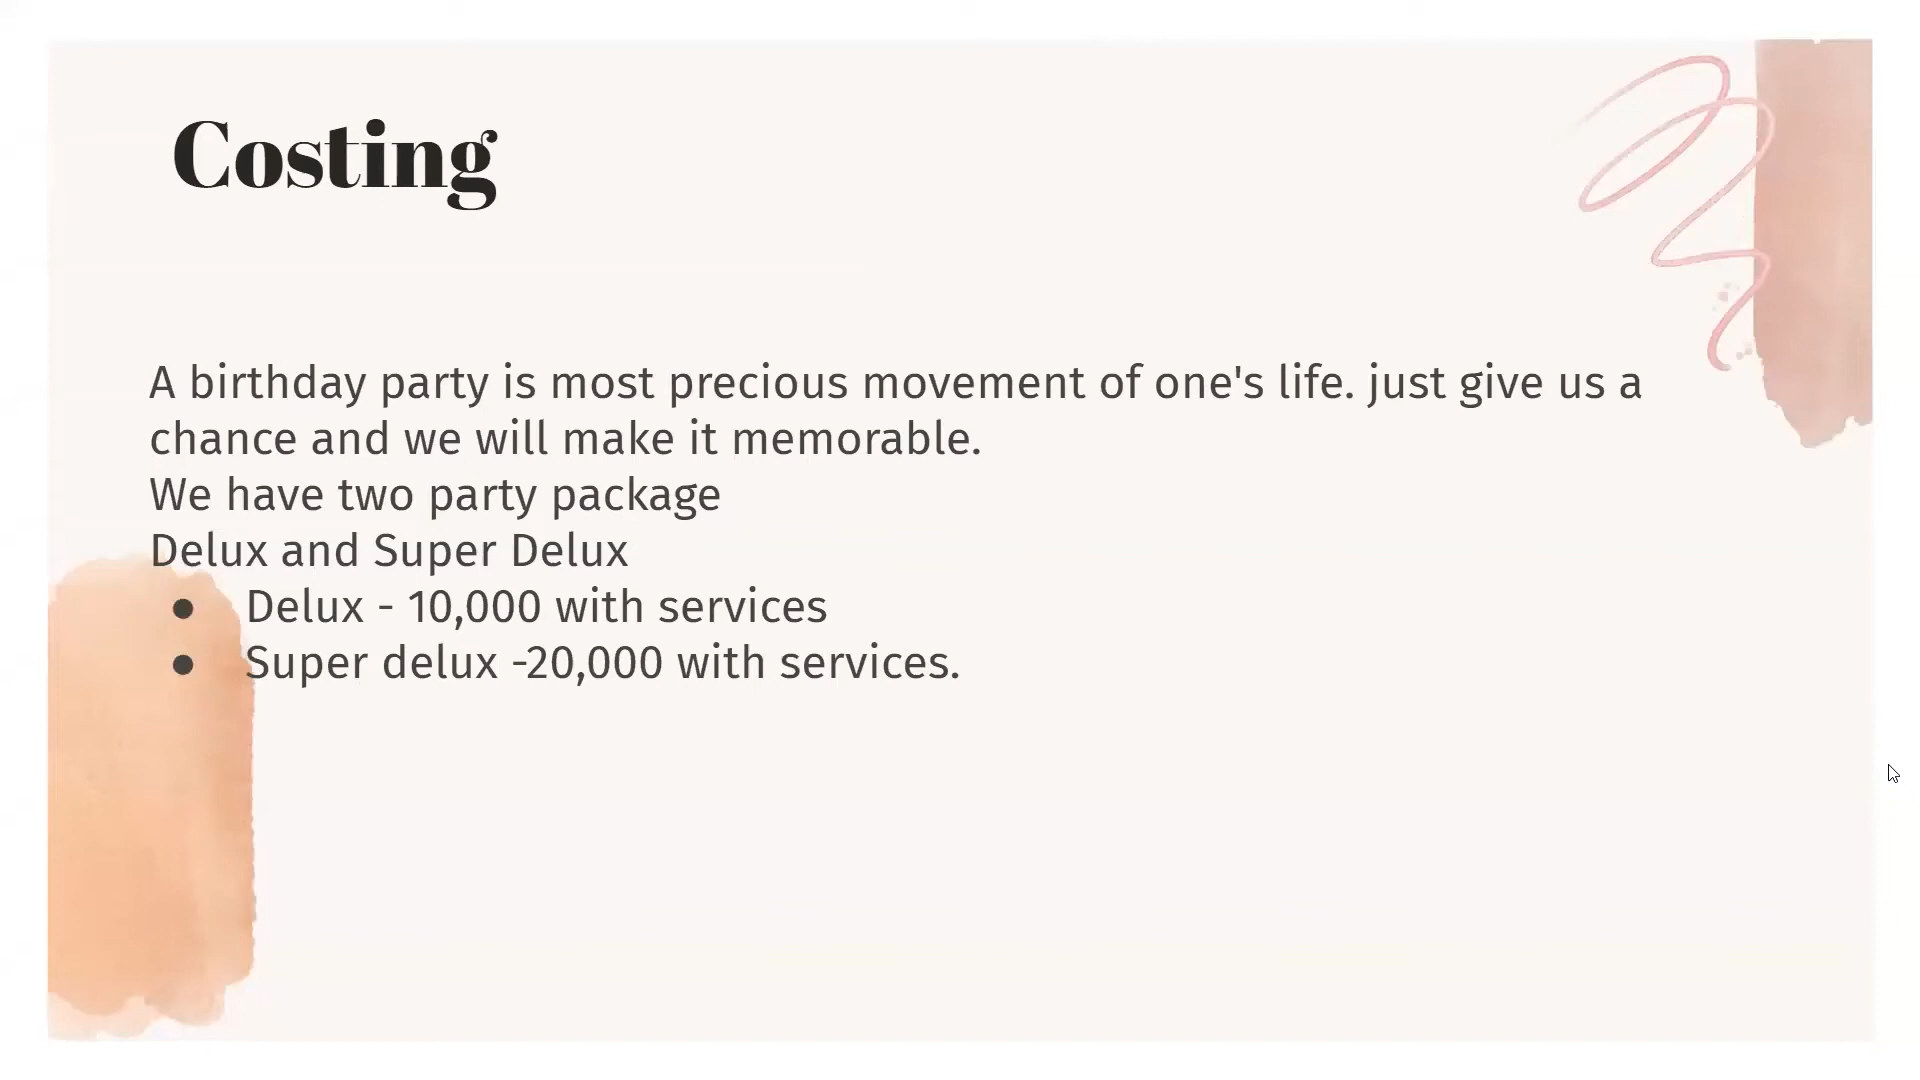 Costing
A birthday party is most precious movement of one's life. just give us a
chance and we will make it memorable.
We have two party package
Delux and Super Delux
● Delux - 10,000 with services
● Super delux -20,000 with services.